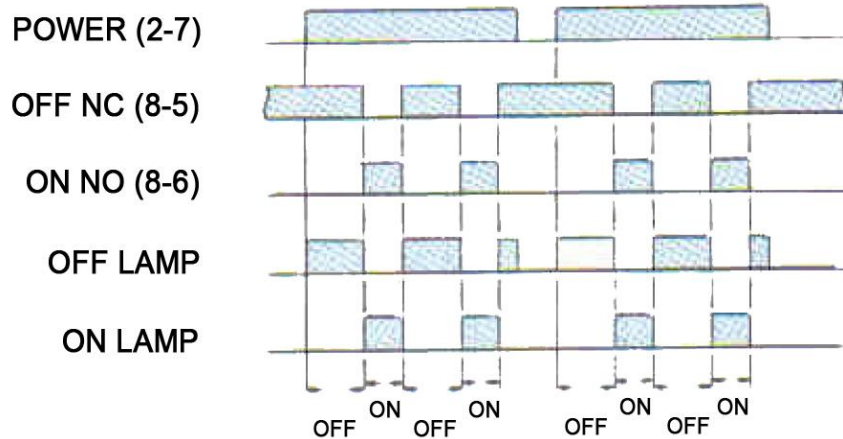 POWER (2-7)
OFF NC (8-5)
ON NO (8-6)
OFF LAMP
ON LAMP
OFF ON OFF ON OFF ON OFF ON